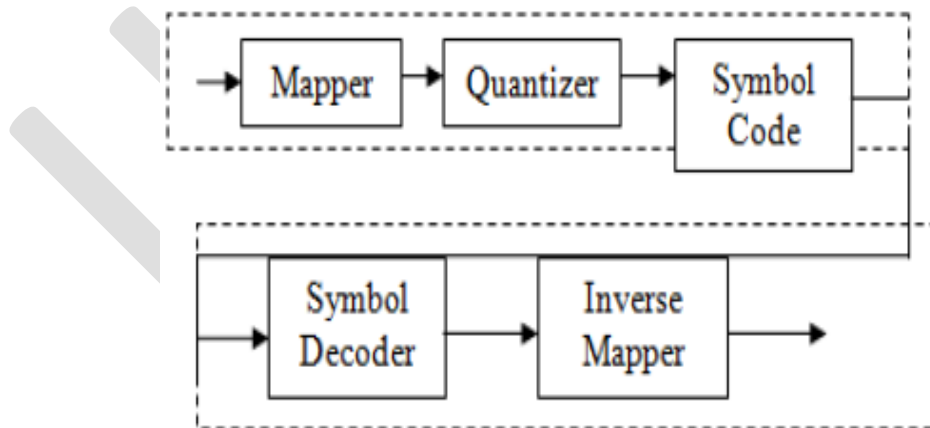 Mapper
Quantizer
Symbol
Code
Symbol
Decoder
Inverse
Mapper